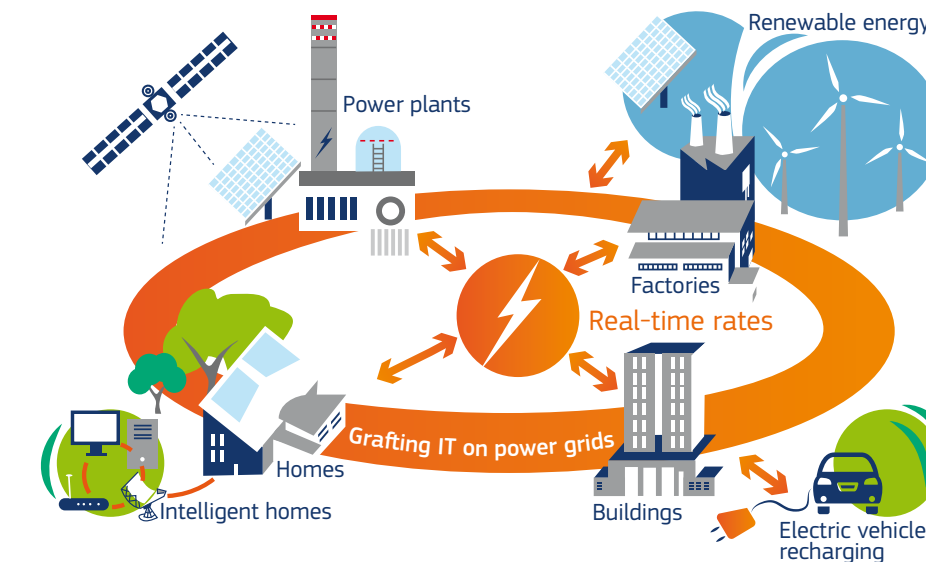 Renewable energy
Power plants
Factories
Real-time rates
Grafting IT on power grids
Homes
Intelligent homes
Buildings
Electric vehicle
recharging